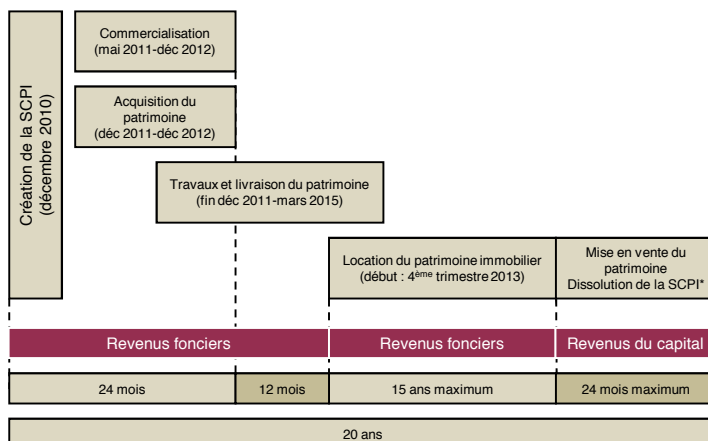 Création de la SCPI
(décembre 2010)
Commercialisation
(mai 2011-déc 2012)
Acquisition du
patrimoine
(déc 2011-déc 2012)
Travaux et livraison du patrimoine
(fin déc 2011-mars 2015)
Location du patrimoine immobilier
(début : 4ème trimestre 2013)
Mise en vente du
patrimoine
Dissolution de la SCPI*
Revenus fonciers
Revenus fonciers
Revenus du capital
24 mois
12 mois
15 ans maximum
24 mois maximum
20 ans